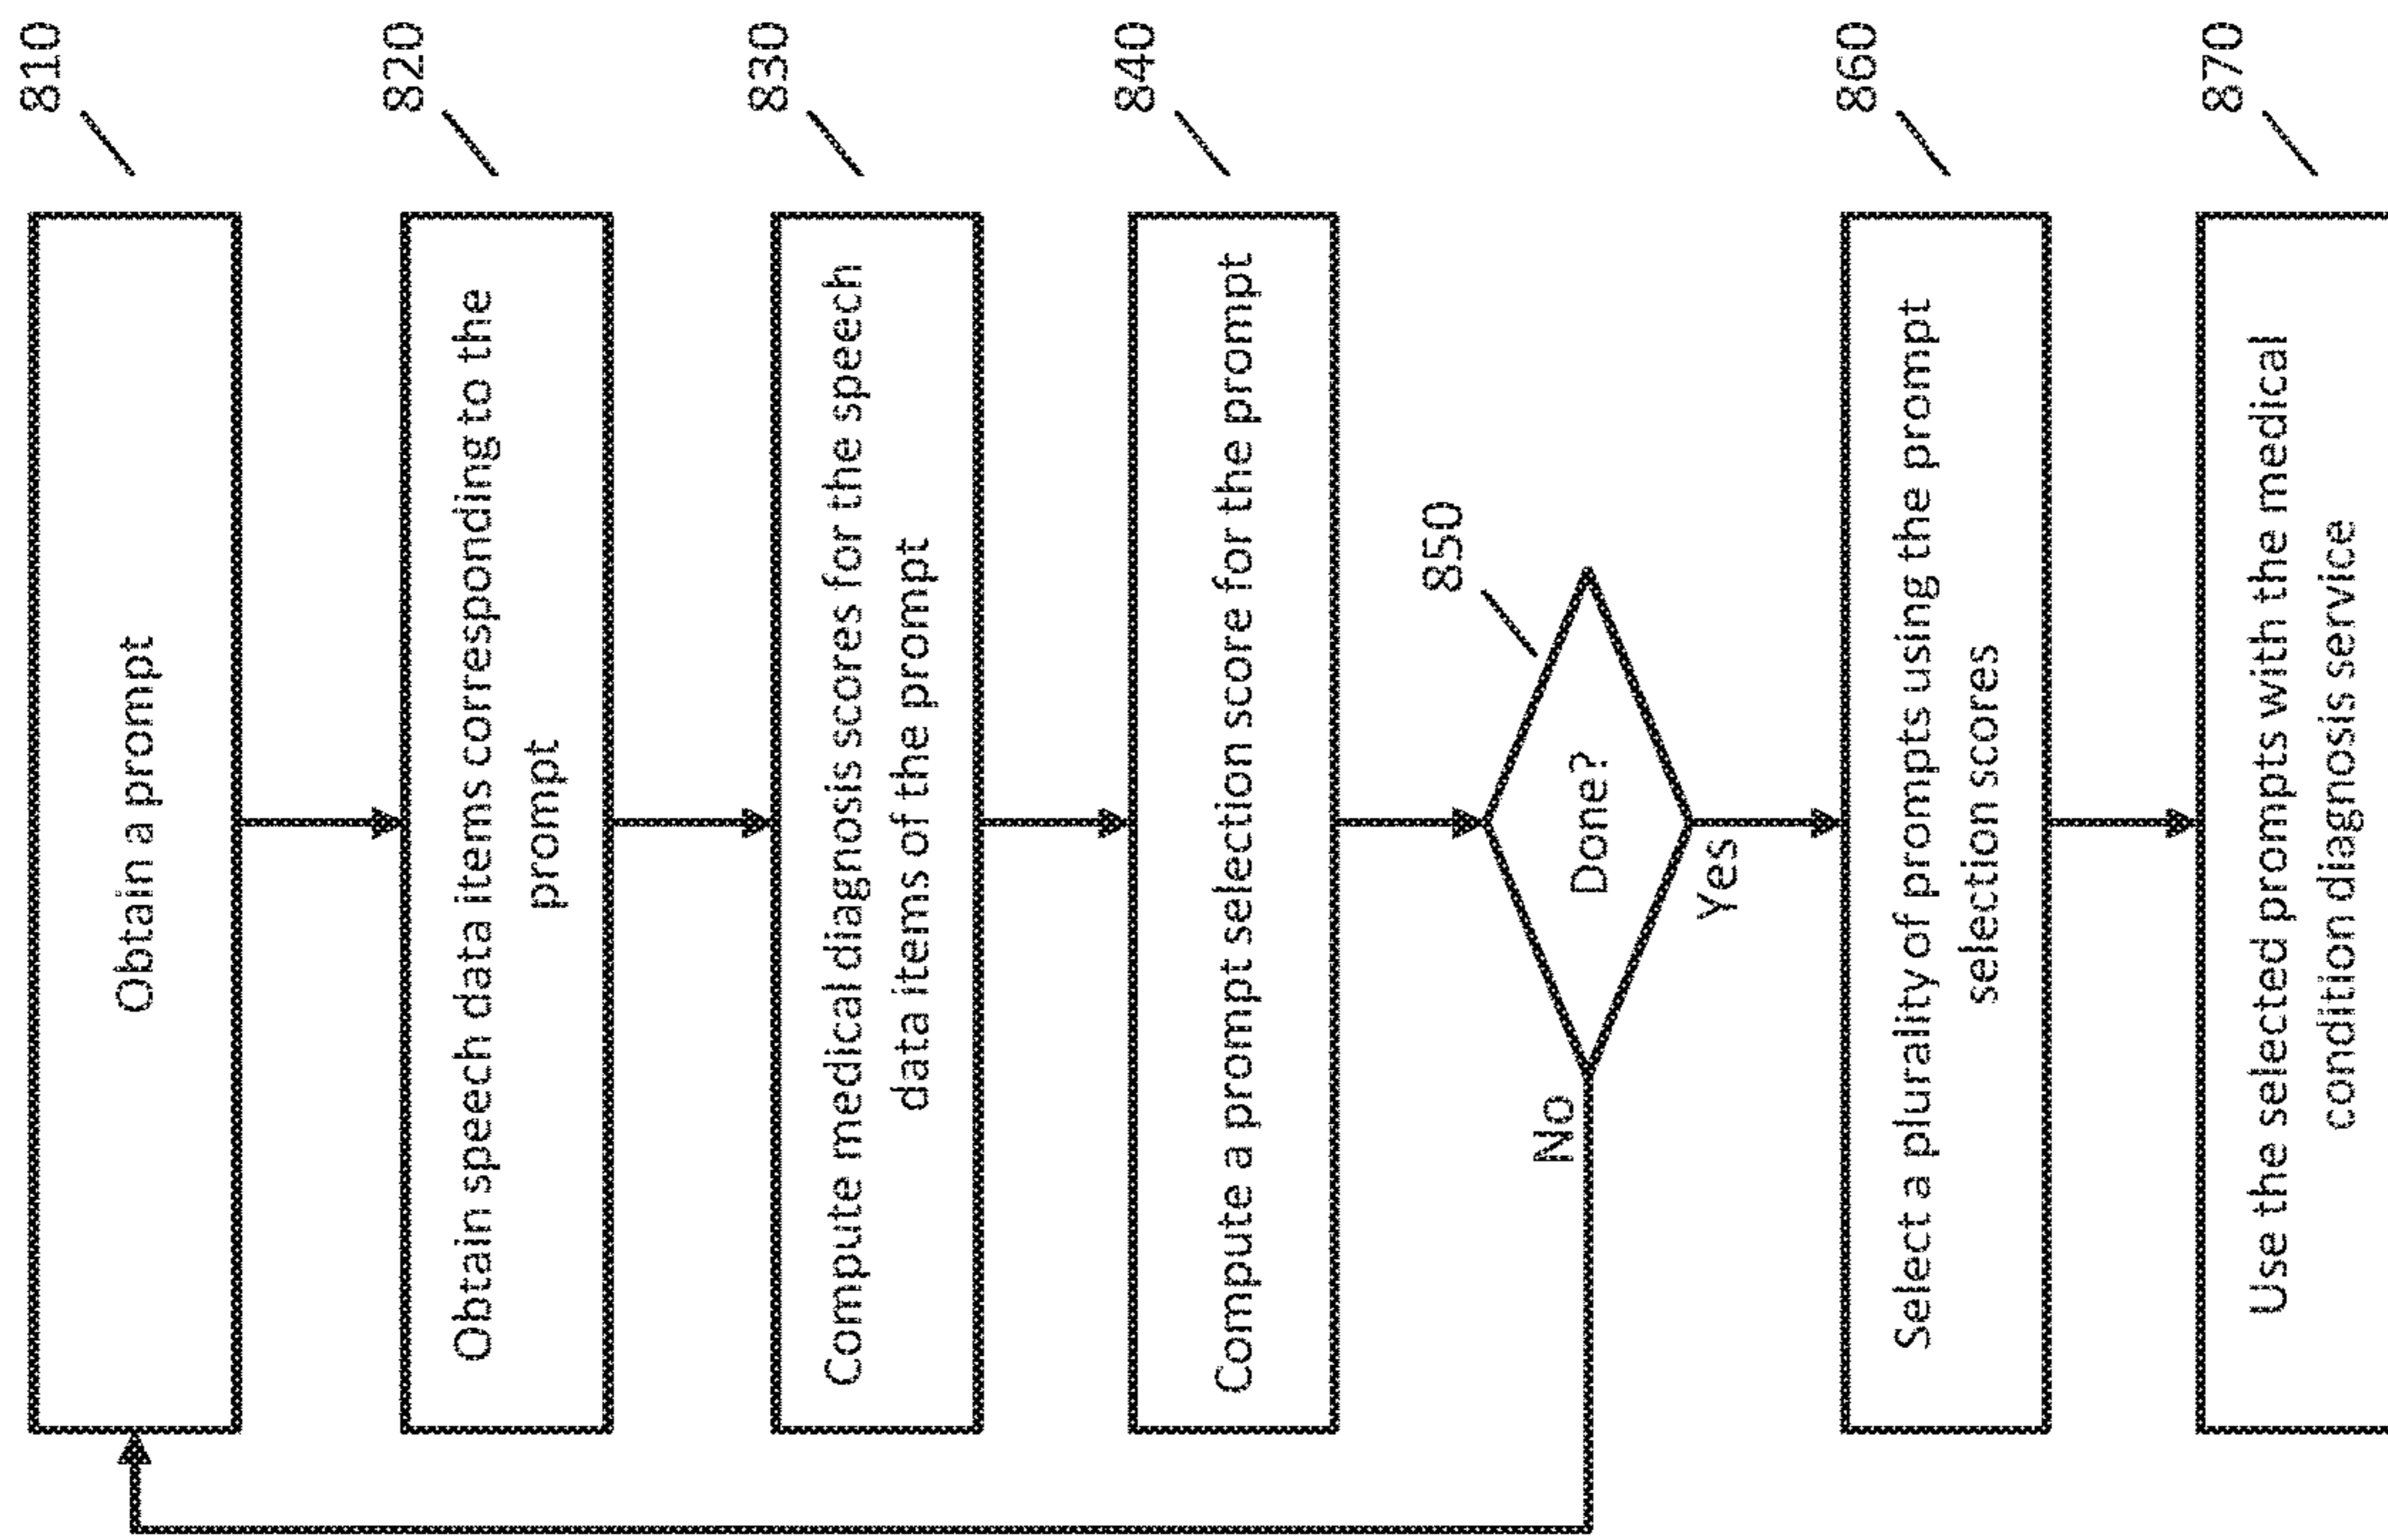 810
Obtain a prompt
820
Obtain speech data items corresponding to the
prompt
830
Compute medical diagnosis scores for the speech
data items of the prompt
840
Compute a prompt selection score for the prompt
850
Done?
No
Yes
860
Select a plurality of prompts using the prompt
selection scores
870
Use the selected prompts with the medical
condition diagnosis service